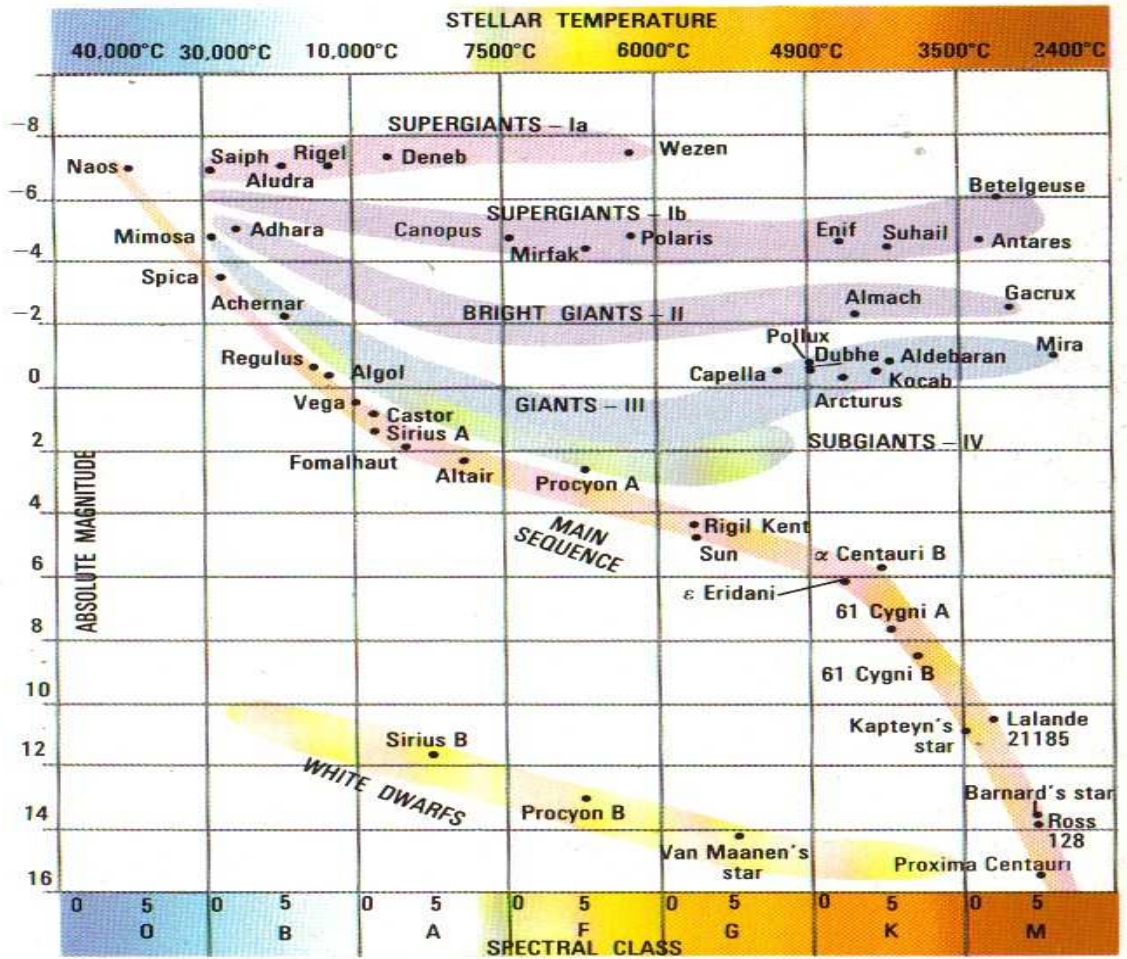 STELLAR TEMPERATURE
40,000°C 30,000°C 10,000°C 7500°C 6000°C 4900°C 3500°C 2400°C
-8
SUPERGIANTS – Ia
Naos
Saiph
Rigel
Aludra
Deneb
Wezen
-6
Betelgeuse
SUPERGIANTS – Ib
Mimosa
Adhara
Canopus
Mirfak
Polaris
Enif
Suhail
Antares
-4
Spica
Achernar
BRIGHT GIANTS – II
Almach
Gacrux
-2
Pollux
Regulus
Algol
Capella
Dubhe
Aldebaran
Mira
0
Kocab
Vega
Castor
GIANTS – III
Arcturus
Sirius A
2
Fomalhaut
Altair
Procyon A
SUBGIANTS – IV
4
MAIN
SEQUENCE
Rigil Kent
Sun
α Centauri B
6
ε Eridani
ABSOLUTE MAGNITUDE
61 Cygni A
8
61 Cygni B
10
Kapteyn's
star
Lalande
21185
Sirius B
12
WHITE DWARFS
Procyon B
Barnard's star
14
Ross
128
Van Maanen's
star
Proxima Centauri
16
0 5 0 5 0 5 0 5 0 5 0 5 0 5
O B A F G K M
SPECTRAL CLASS